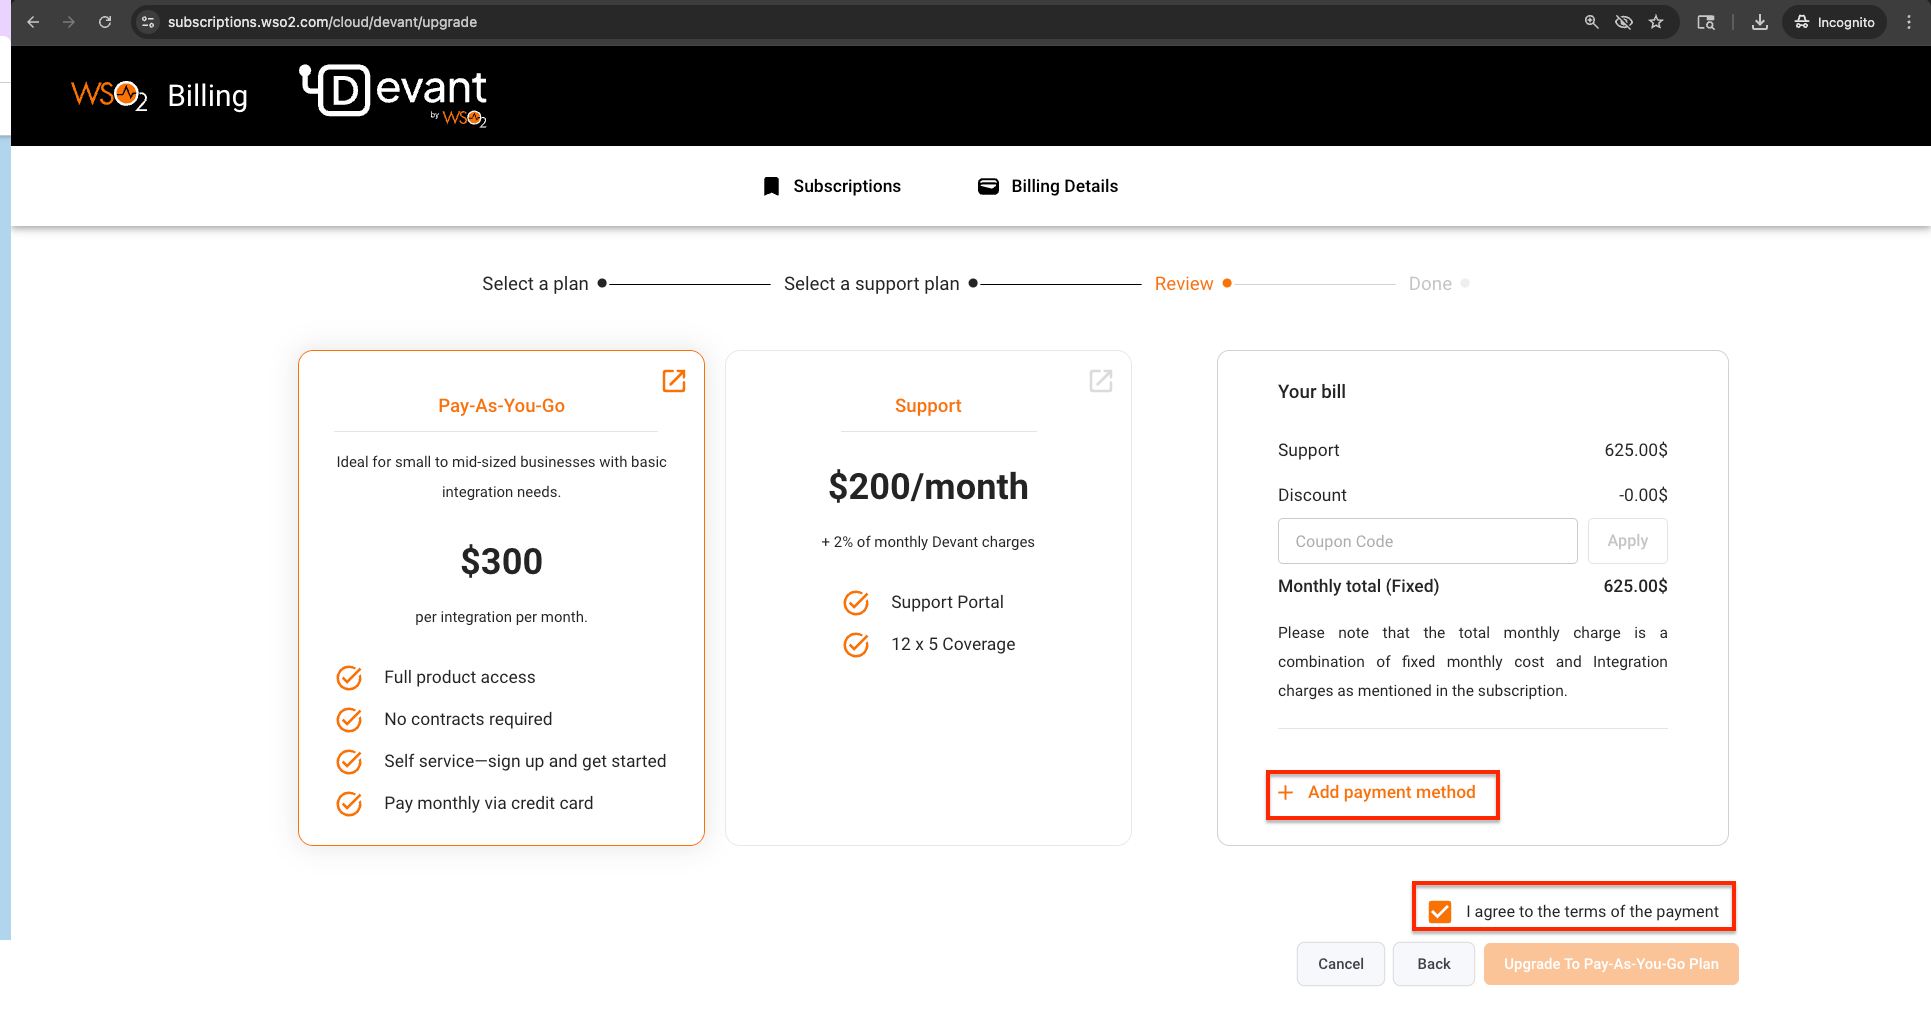 subscriptions.wso2.com/cloud/devant/upgrade
Incognito
WSO2 Billing
Devant
by WSO2
Subscriptions
Billing Details
Select a plan
Select a support plan
Review
Done
Pay-As-You-Go
Ideal for small to mid-sized businesses with basic
integration needs.
$300
per integration per month.
Full product access
No contracts required
Self service—sign up and get started
Pay monthly via credit card
Support
$200/month
+ 2% of monthly Devant charges
Support Portal
12 x 5 Coverage
Your bill
Support 625.00$
Discount -0.00$
Coupon Code Apply
Monthly total (Fixed) 625.00$
Please note that the total monthly charge is a
combination of fixed monthly cost and Integration
charges as mentioned in the subscription.
+ Add payment method
I agree to the terms of the payment
Cancel
Back
Upgrade To Pay-As-You-Go Plan